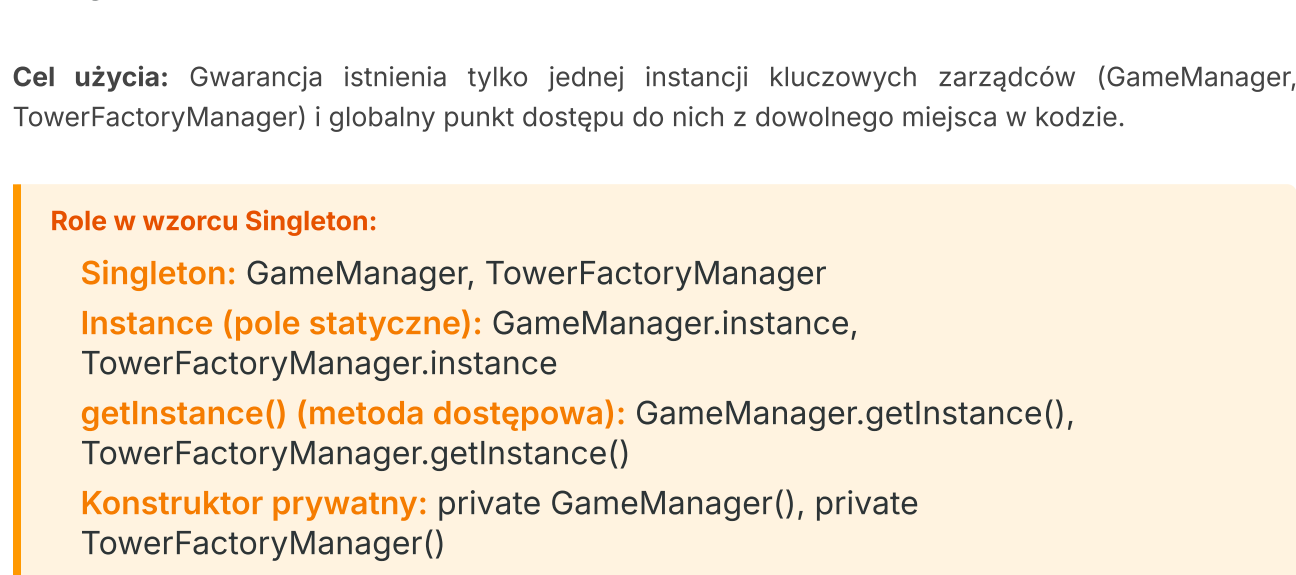 Cel użycia: Gwarancja istnienia tylko jednej instancji kluczowych zarządców (GameManager,
TowerFactoryManager) i globalny punkt dostępu do nich z dowolnego miejsca w kodzie.
Role w wzorcu Singleton:
Singleton: GameManager, TowerFactoryManager
Instance (pole statyczne): GameManager.instance,
TowerFactoryManager.instance
getInstance() (metoda dostępowa): GameManager.getInstance(),
TowerFactoryManager.getInstance()
Konstruktor prywatny: private GameManager(), private
TowerFactoryManager()